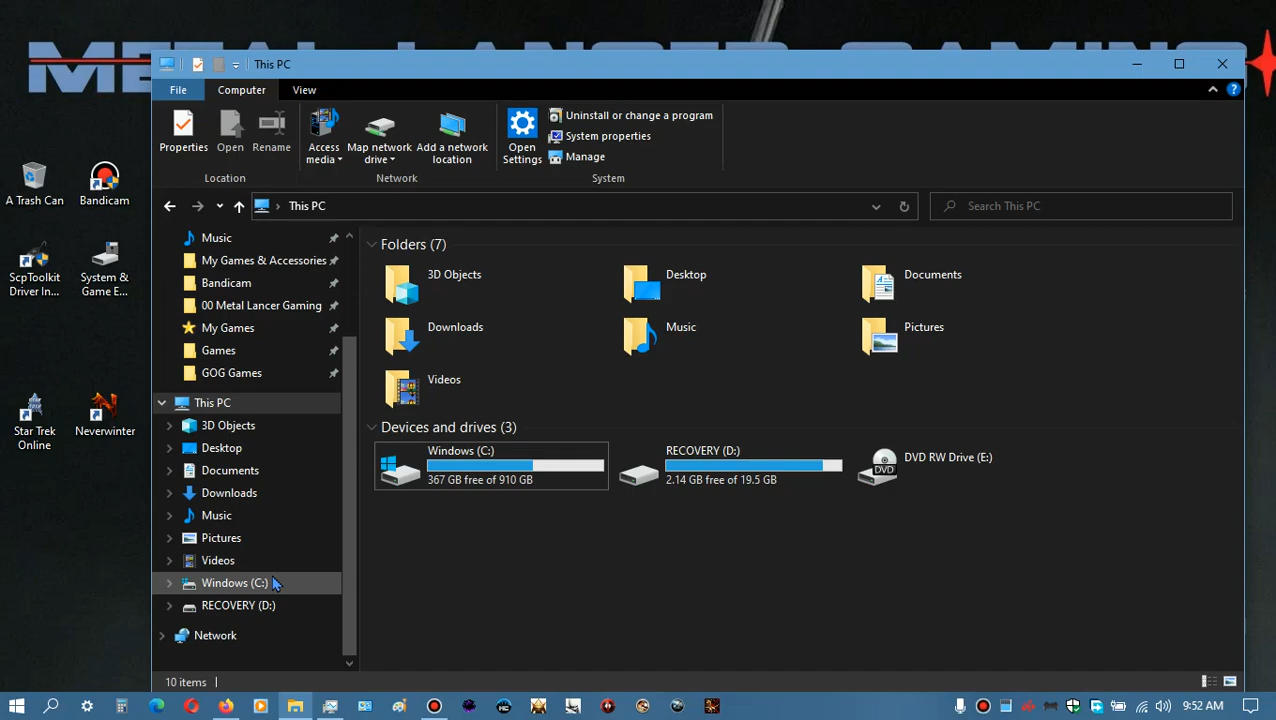 METAL LANCER GAMING
This PC
File
Computer
View
Properties
Open
Rename
Access media
Map network drive
Add a network location
Open Settings
Uninstall or change a program
System properties
Manage
Location
Network
System
This PC
Search This PC
A Trash Can
Bandicam
ScpToolkit Driver In...
System & Game E...
Star Trek Online
Neverwinter
Music
My Games & Accessories
Bandicam
00 Metal Lancer Gaming
My Games
Games
GOG Games
This PC
3D Objects
Desktop
Documents
Downloads
Music
Pictures
Videos
Windows (C:)
RECOVERY (D:)
Network
Folders (7)
3D Objects
Desktop
Documents
Downloads
Music
Pictures
Videos
Devices and drives (3)
Windows (C:)
367 GB free of 910 GB
RECOVERY (D:)
2.14 GB free of 19.5 GB
DVD
DVD RW Drive (E:)
10 items
9:52 AM